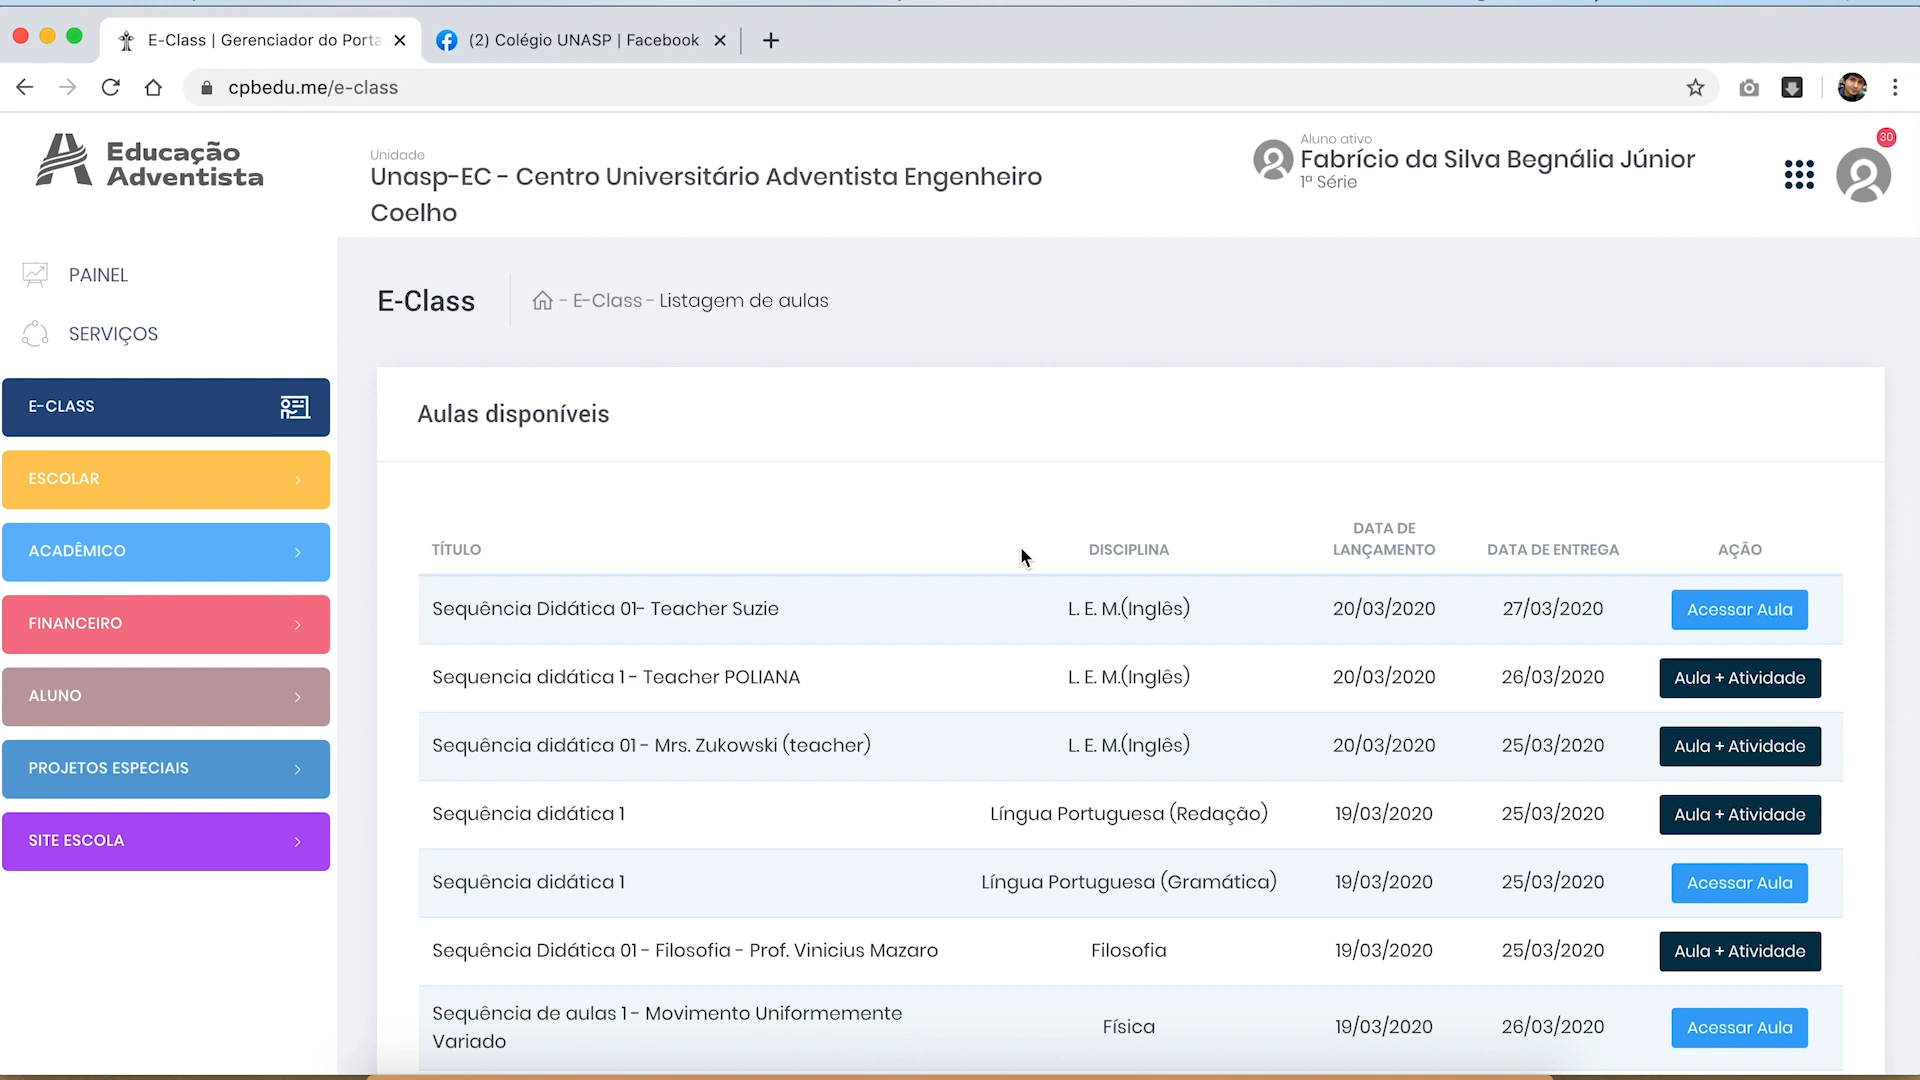 E-Class | Gerenciador do Porta
(2) Colégio UNASP | Facebook
cpbedu.me/e-class
Educação
Adventista
Unidade
Unasp-EC - Centro Universitário Adventista Engenheiro
Coelho
Aluno ativo
Fabrício da Silva Begnália Júnior
1ª Série
30
PAINEL
SERVIÇOS
E-CLASS
ESCOLAR
ACADÊMICO
FINANCEIRO
ALUNO
PROJETOS ESPECIAIS
SITE ESCOLA
E-Class
- E-Class - Listagem de aulas
Aulas disponíveis
TÍTULO DISCIPLINA DATA DE LANÇAMENTO DATA DE ENTREGA AÇÃO
Sequência Didática 01- Teacher Suzie L. E. M.(Inglês) 20/03/2020 27/03/2020 Acessar Aula
Sequencia didática 1 - Teacher POLIANA L. E. M.(Inglês) 20/03/2020 26/03/2020 Aula + Atividade
Sequência didática 01 - Mrs. Zukowski (teacher) L. E. M.(Inglês) 20/03/2020 25/03/2020 Aula + Atividade
Sequência didática 1 Língua Portuguesa (Redação) 19/03/2020 25/03/2020 Aula + Atividade
Sequência didática 1 Língua Portuguesa (Gramática) 19/03/2020 25/03/2020 Acessar Aula
Sequência Didática 01 - Filosofia - Prof. Vinicius Mazaro Filosofia 19/03/2020 25/03/2020 Aula + Atividade
Sequência de aulas 1 - Movimento Uniformemente
Variado Física 19/03/2020 26/03/2020 Acessar Aula